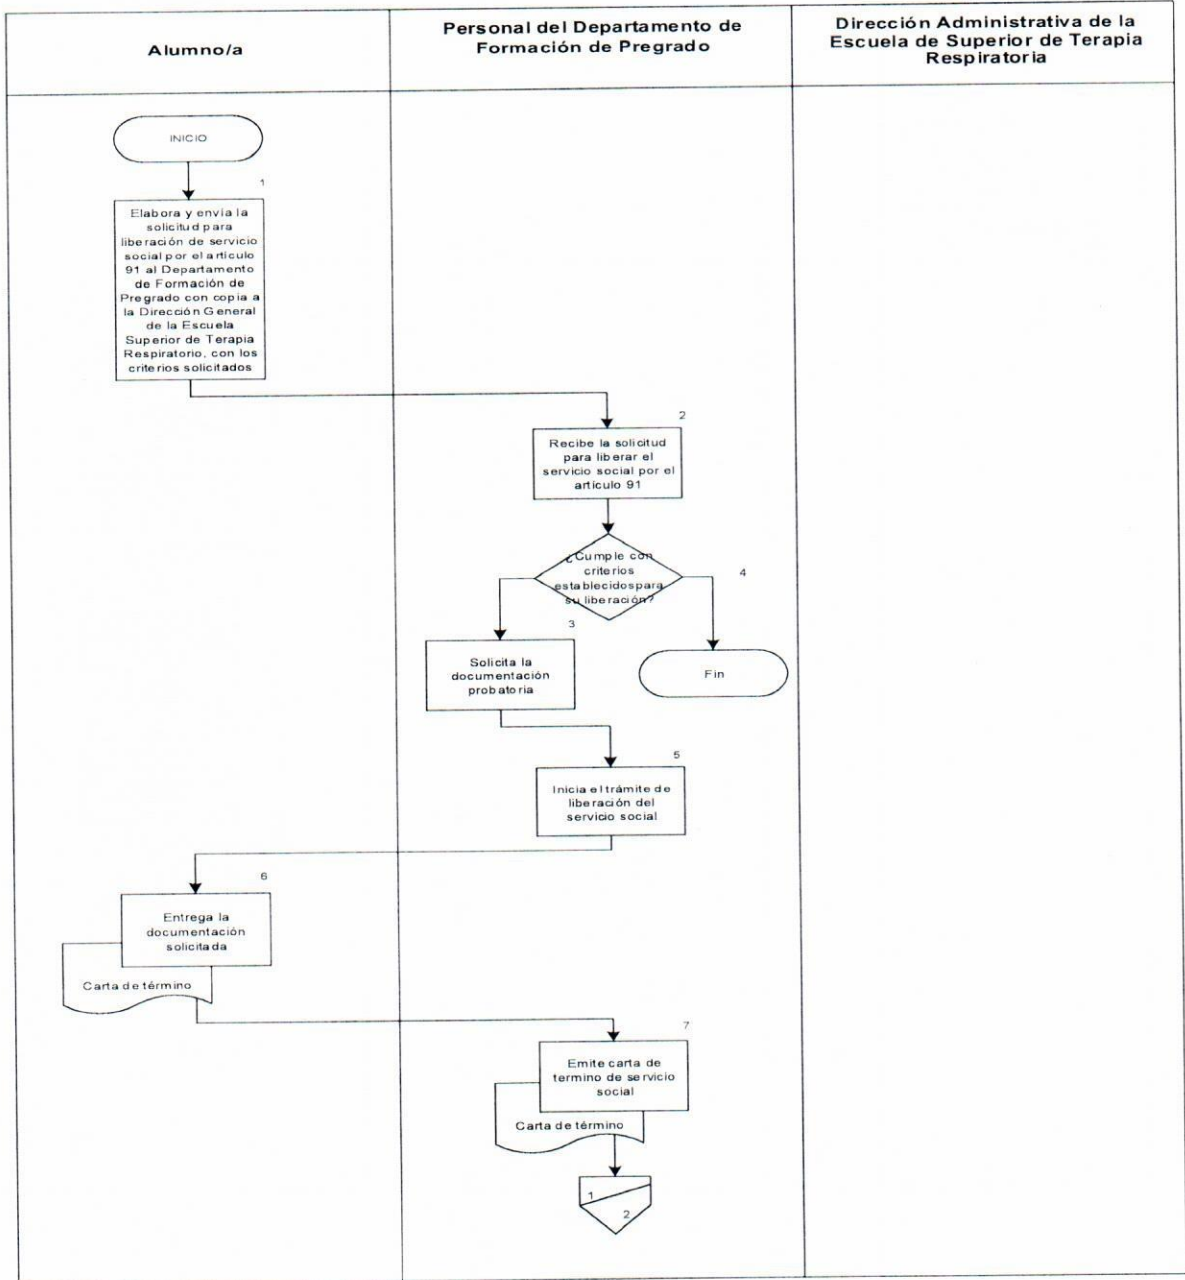 Alumno/a
Personal del Departamento de
Formación de Pregrado
Dirección Administrativa de la
Escuela de Superior de Terapia
Respiratoria
INICIO
1
Elabora y envía la
solicitud para
liberación de servicio
social por el artículo
91 al Departamento
de Formación de
Pregrado con copia a
la Dirección General
de la Escuela
Superior de Terapia
Respiratorio, con los
criterios solicitados
2
Recibe la solicitud
para liberar el
servicio social por el
artículo 91
¿Cumple con
criterios
establecidos para
su liberación?
4
3
Solicita la
documentación
probatoria
Fin
5
Inicia el trámite de
liberación del
servicio social
6
Entrega la
documentación
solicitada
Carta de término
7
Emite carta de
termino de servicio
social
Carta de término
1
2